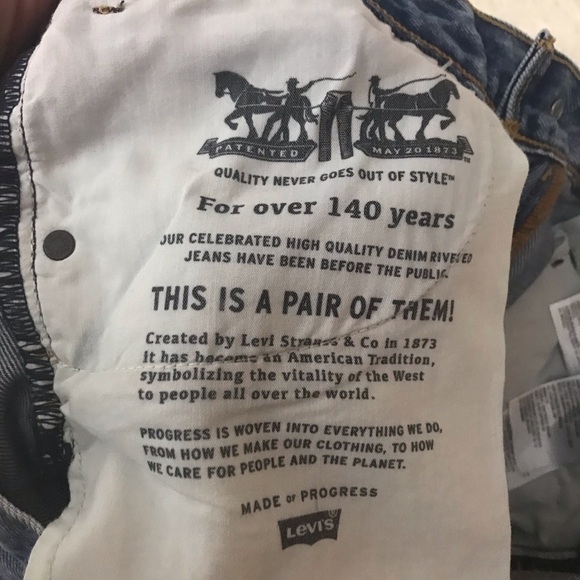 PATENTED MAY 20 1873
QUALITY NEVER GOES OUT OF STYLE™
For over 140 years
OUR CELEBRATED HIGH QUALITY DENIM RIVETED
JEANS HAVE BEEN BEFORE THE PUBLIC
THIS IS A PAIR OF THEM!
Created by Levi Strauss & Co in 1873
it has become an American Tradition,
symbolizing the vitality of the West
to people all over the world.
PROGRESS IS WOVEN INTO EVERYTHING WE DO,
FROM HOW WE MAKE OUR CLOTHING, TO HOW
WE CARE FOR PEOPLE AND THE PLANET.
MADE OF PROGRESS
Levi's®